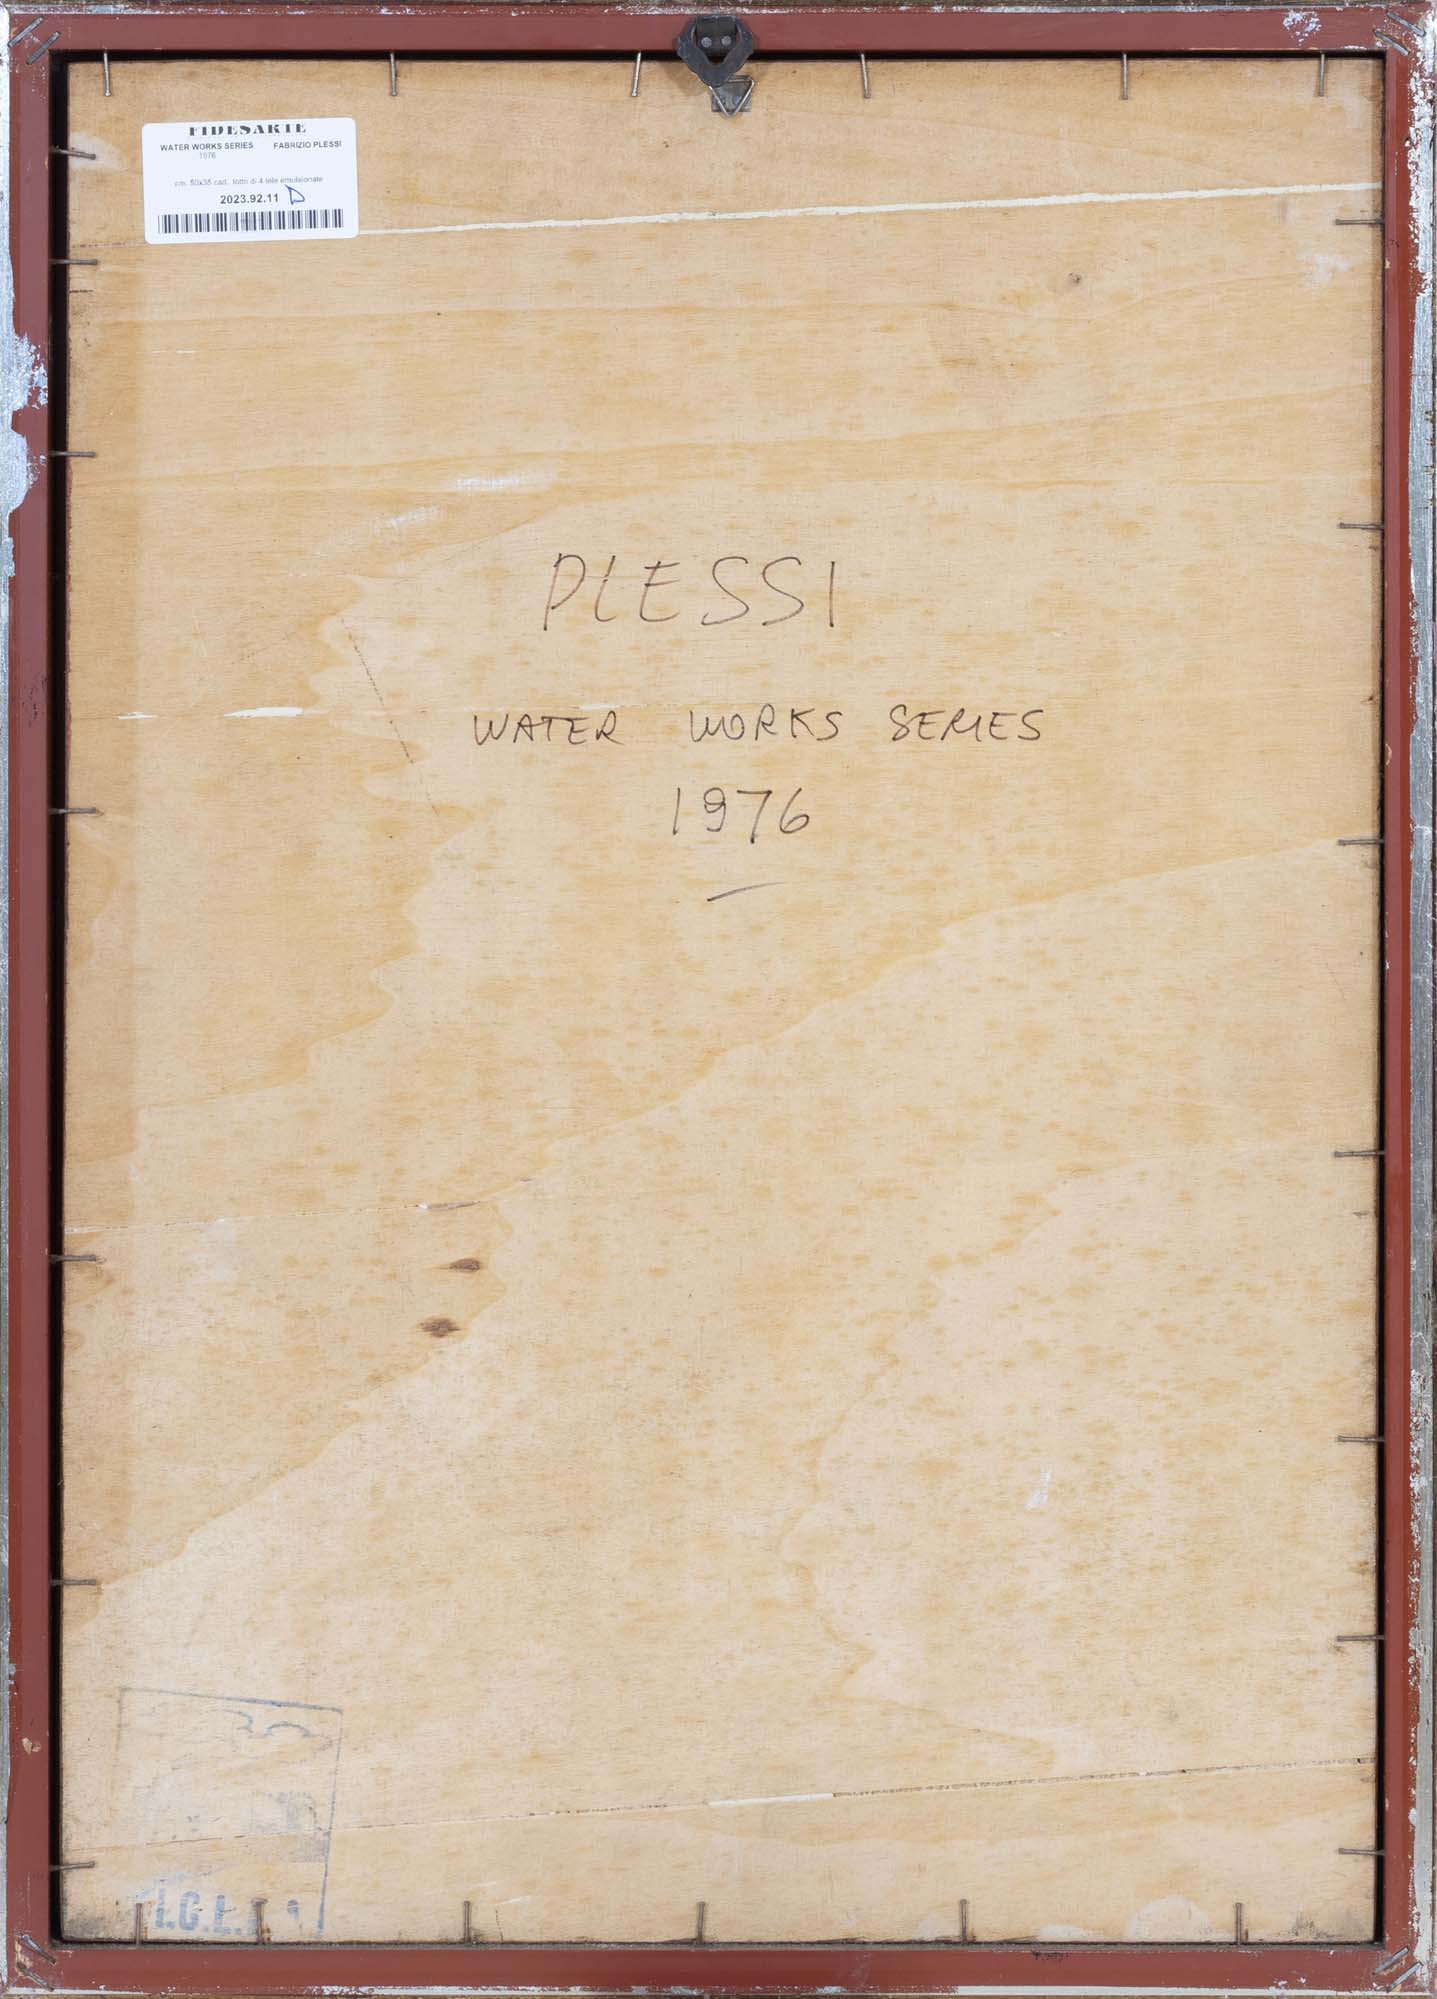 FIDESARTE
WATER WORKS SERIES FABRIZIO PLESSI
1976
cm. 50x35 cad. lotto di 4 tele emulsionate
2023.92.11 D
PLESSI
WATER WORKS SERIES
1976